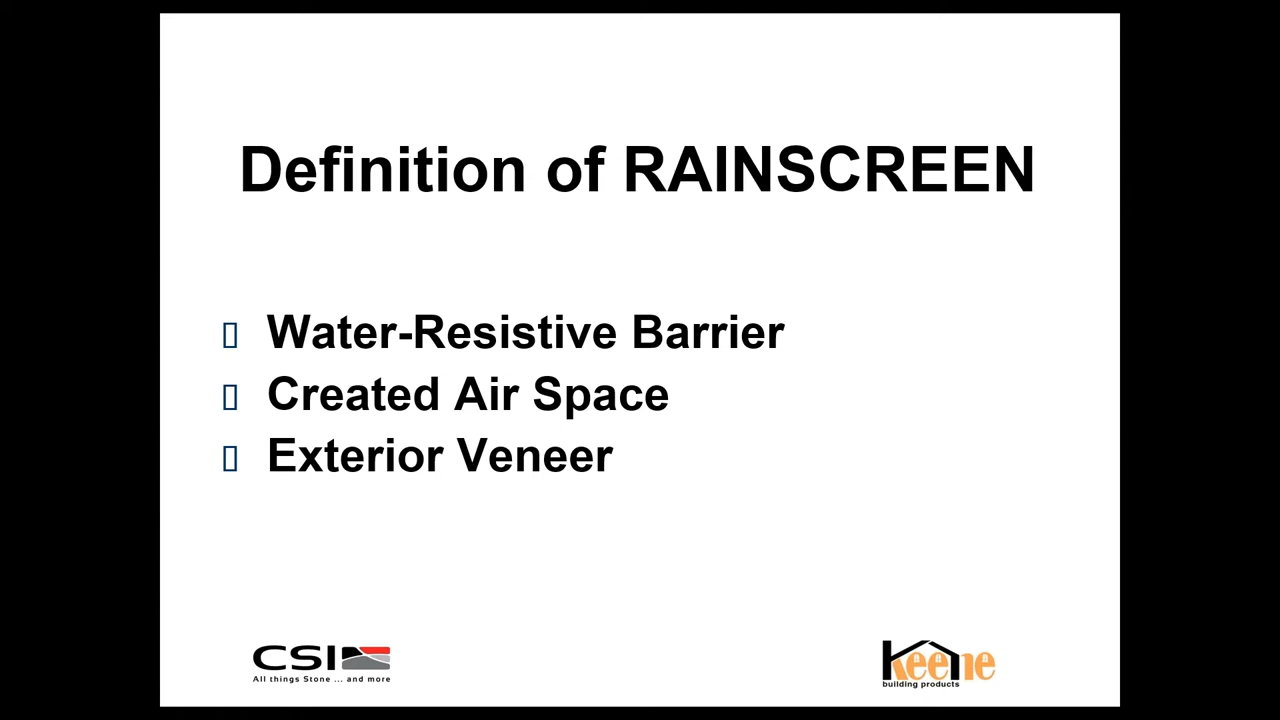 Definition of RAINSCREEN
Water-Resistive Barrier
Created Air Space
Exterior Veneer
CSI
All things Stone ... and more
keene
building products